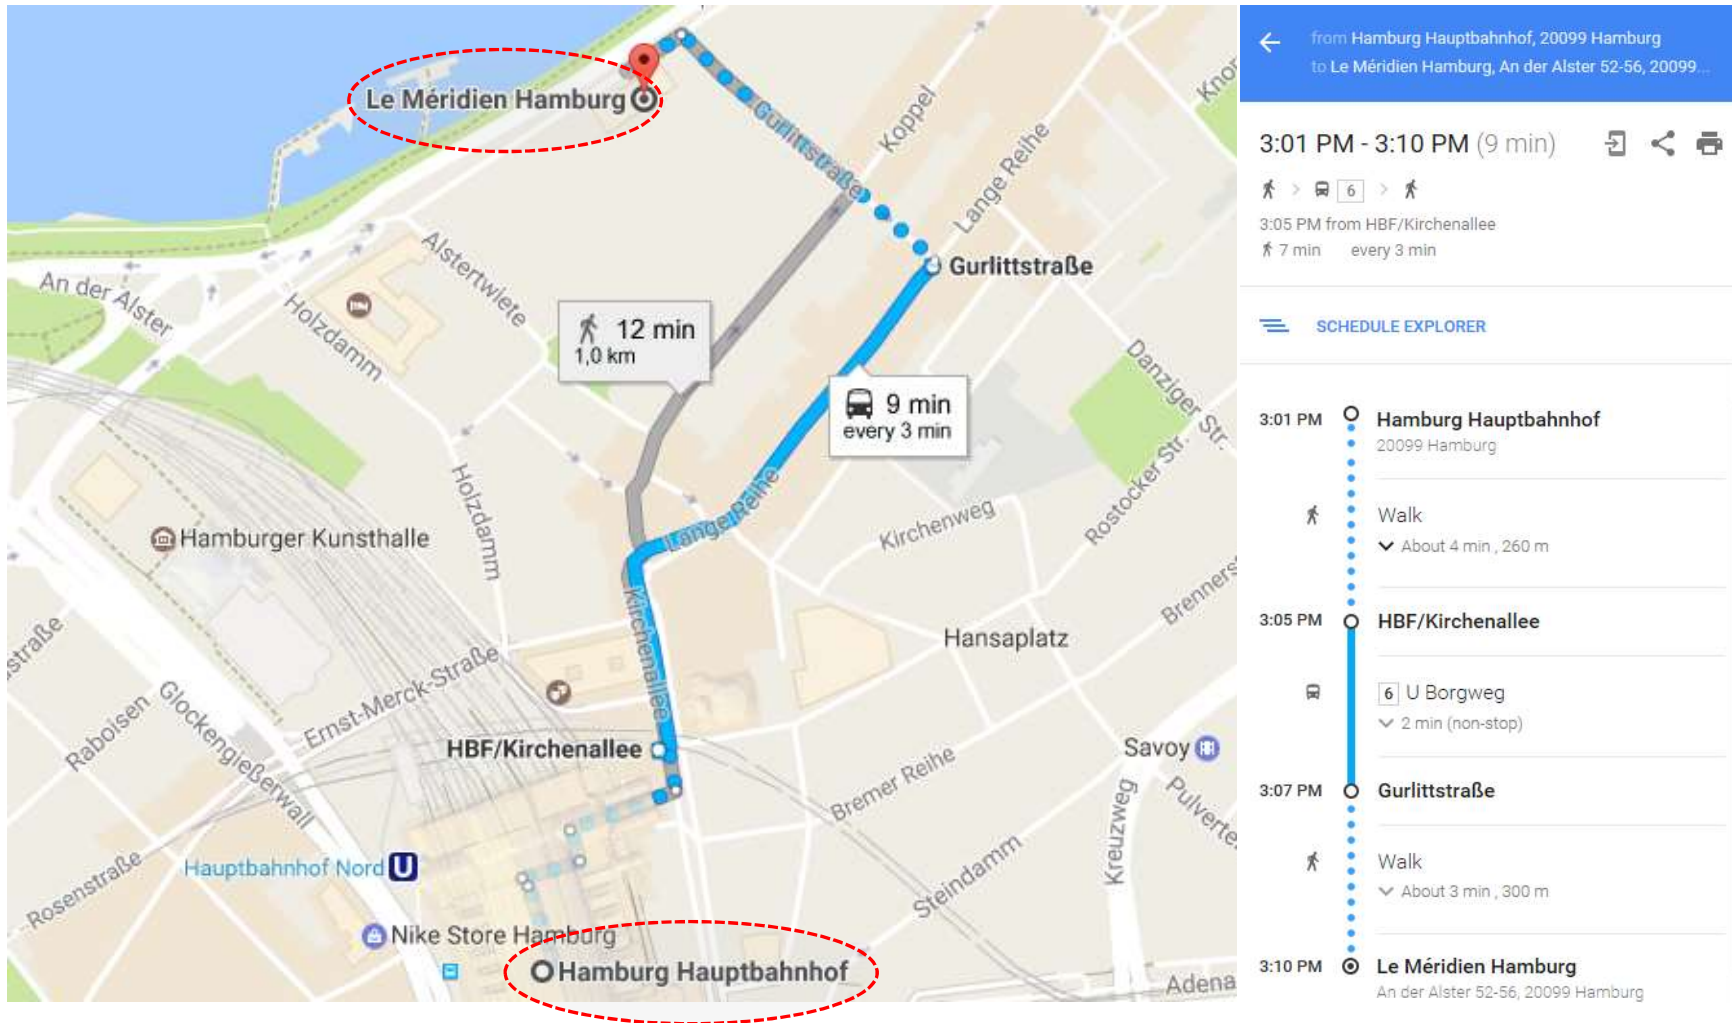 Le Méridien Hamburg
Gurlittstraße
Koppel
Lange Reihe
Gurlittstraße
Alstertwiete
An der Alster
Holzdamm
12 min
1,0 km
9 min
every 3 min
Danziger Str.
Rostocker Str.
Holzdamm
Lange Reihe
Kirchenweg
Hamburger Kunsthalle
Kirchenallee
Hansaplatz
Ernst-Merck-Straße
Raboisen
Glockengießerwall
HBF/Kirchenallee
Savoy
Bremer Reihe
Kreuzweg
Hauptbahnhof Nord U
Rosenstraße
Steindamm
Nike Store Hamburg
Hamburg Hauptbahnhof
from Hamburg Hauptbahnhof, 20099 Hamburg
to Le Méridien Hamburg, An der Alster 52-56, 20099...
3:01 PM - 3:10 PM (9 min)
6
3:05 PM from HBF/Kirchenallee
7 min every 3 min
SCHEDULE EXPLORER
3:01 PM Hamburg Hauptbahnhof
20099 Hamburg
Walk
About 4 min , 260 m
3:05 PM HBF/Kirchenallee
6 U Borgweg
2 min (non-stop)
3:07 PM Gurlittstraße
Walk
About 3 min , 300 m
3:10 PM Le Méridien Hamburg
An der Alster 52-56, 20099 Hamburg